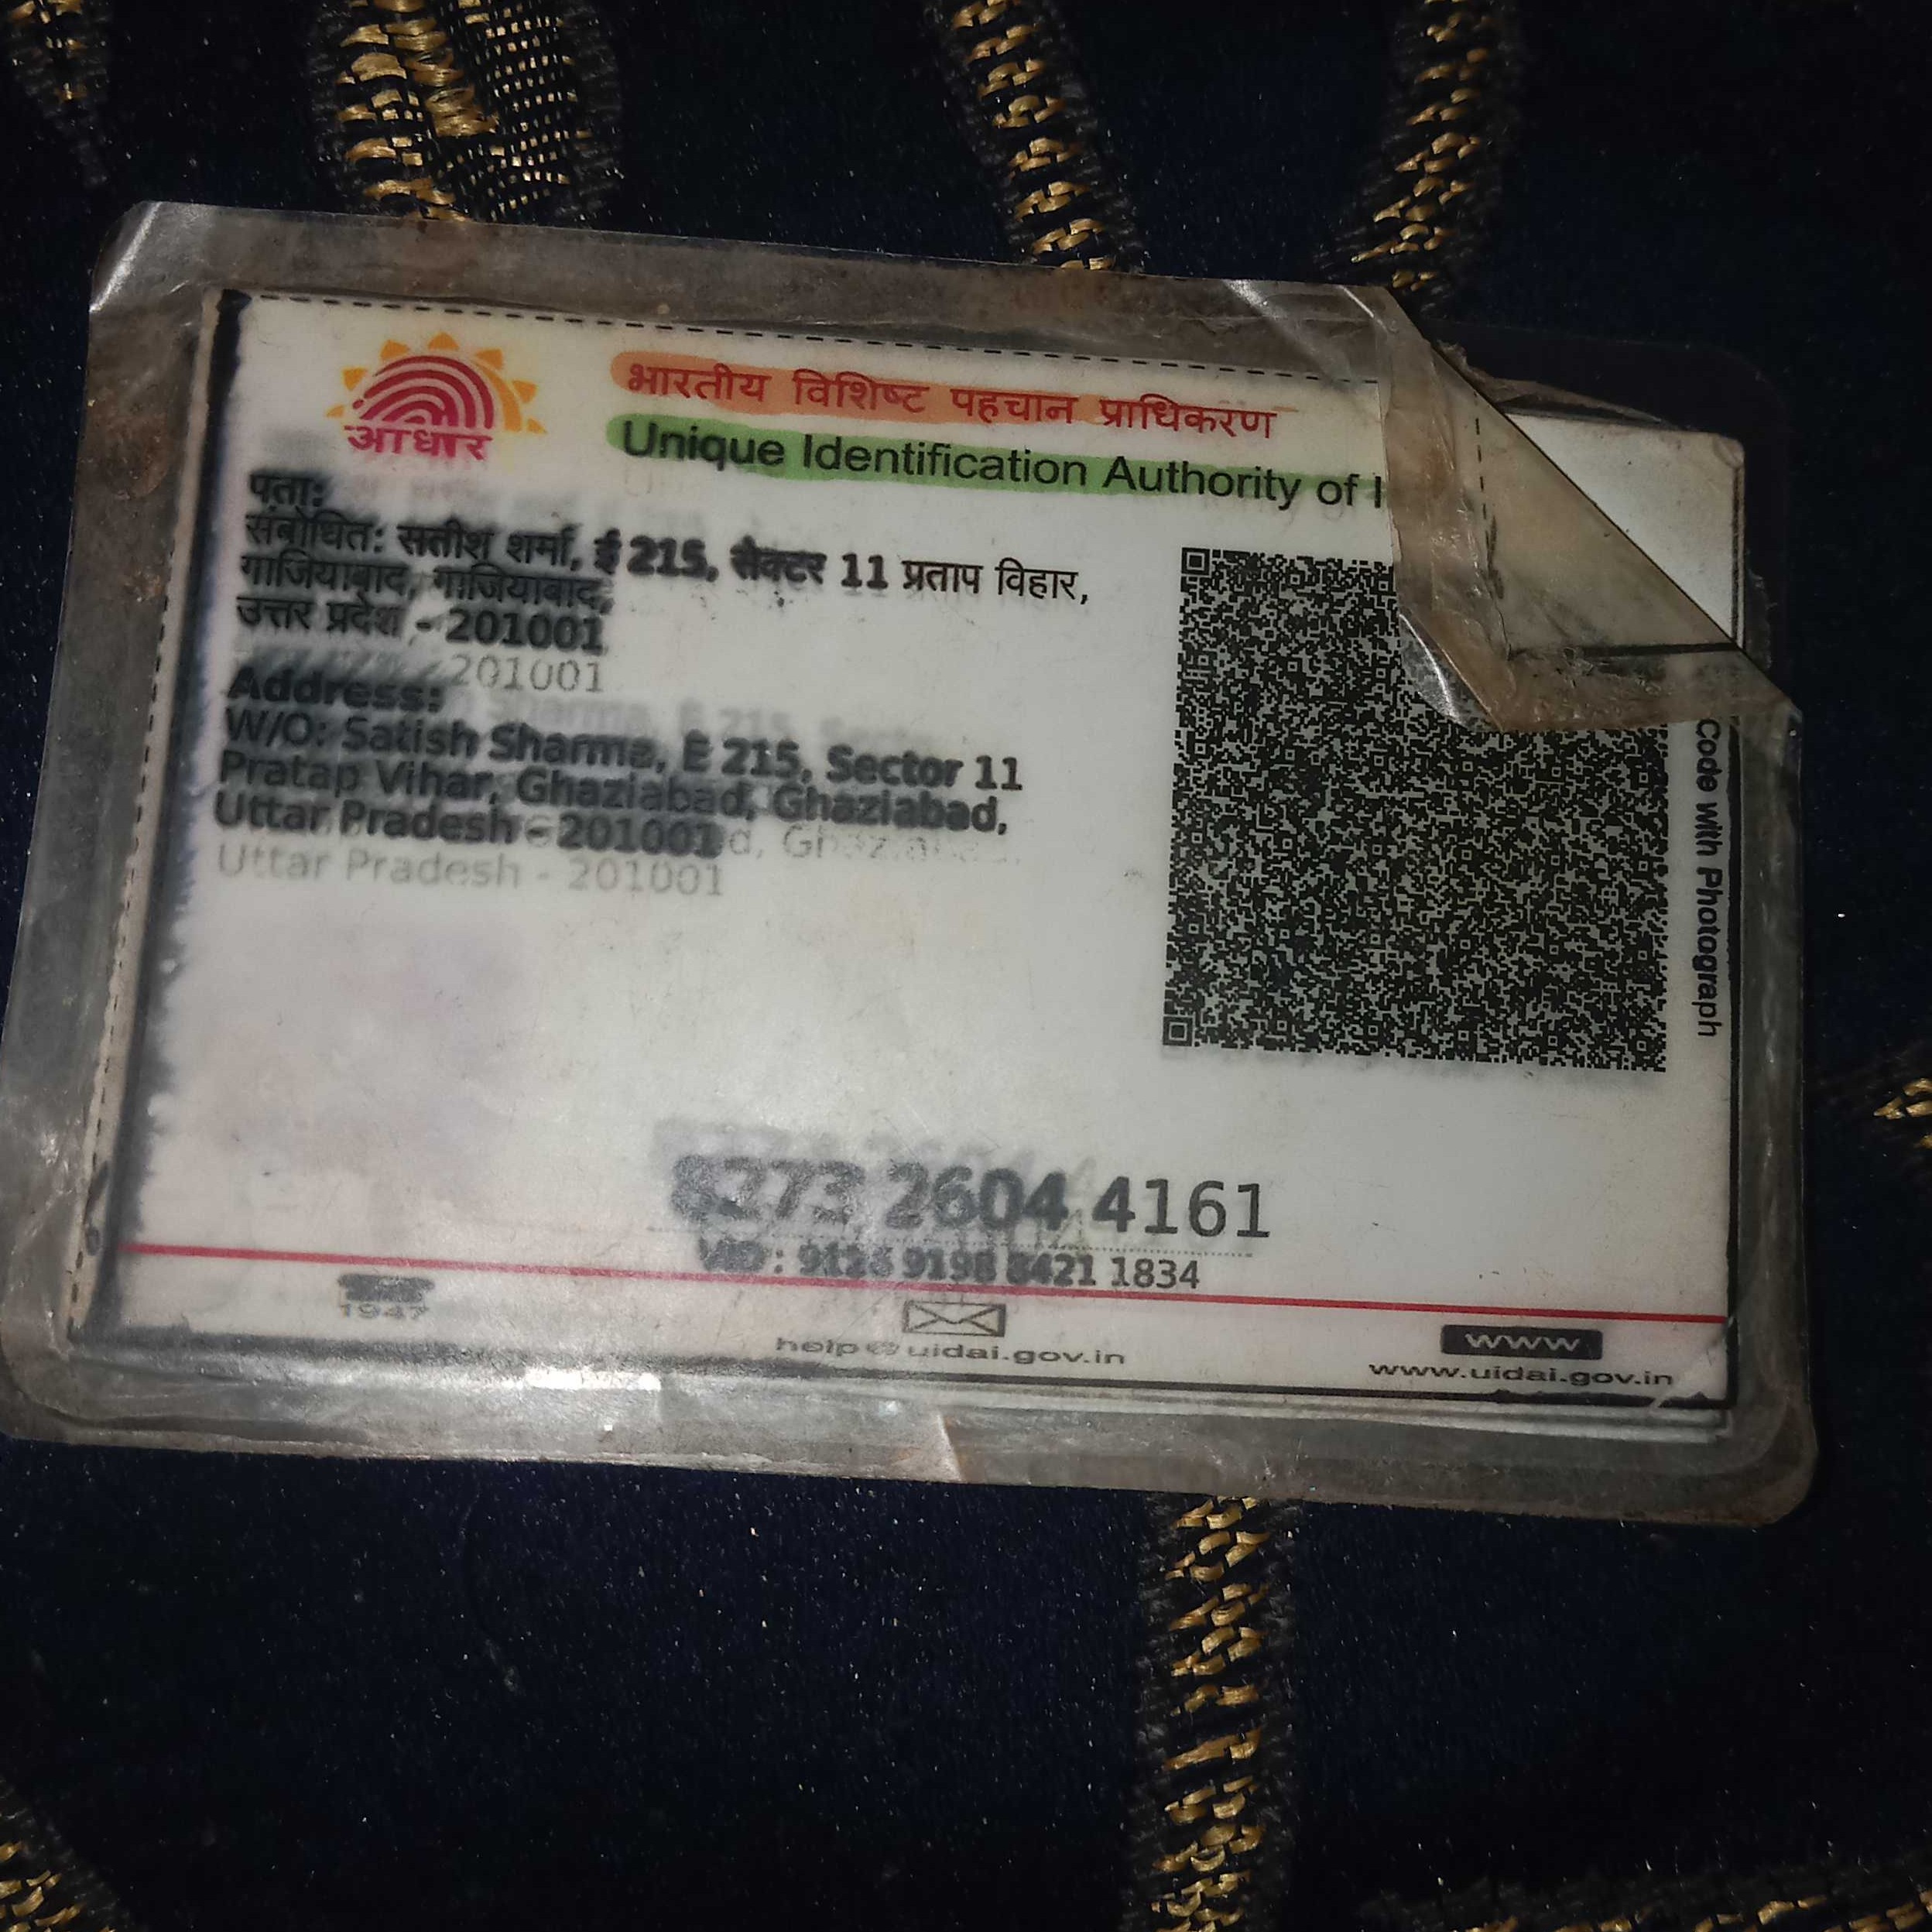 आधार
भारतीय विशिष्ट पहचान प्राधिकरण
Unique Identification Authority of I
पता:
संबोधित: सतीश शर्मा, ई 215, सैक्टर 11 प्रताप विहार,
गाजियाबाद, गाजियाबाद,
उत्तर प्रदेश - 201001
201001
Address:
W/O: Satish Sharma, E 215, Sector 11
Pratap Vihar, Ghaziabad, Ghaziabad,
Uttar Pradesh - 201001
Uttar Pradesh - 201001
Code with Photograph
2604 4161
VID : 9198 1834
1947
help@uidai.gov.in
www
www.uidai.gov.in